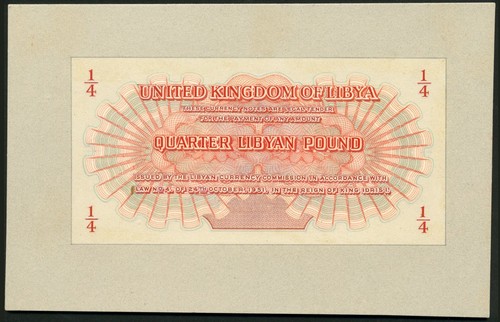 1/4
1/4
UNITED KINGDOM OF LIBYA
THESE CURRENCY NOTES ARE LEGAL TENDER
FOR THE PAYMENT OF ANY AMOUNT
QUARTER LIBYAN POUND
ISSUED BY THE LIBYAN CURRENCY COMMISSION IN ACCORDANCE WITH
LAW NO. 4 OF 24TH OCTOBER 1951, IN THE REIGN OF KING IDRIS I.
1/4
1/4